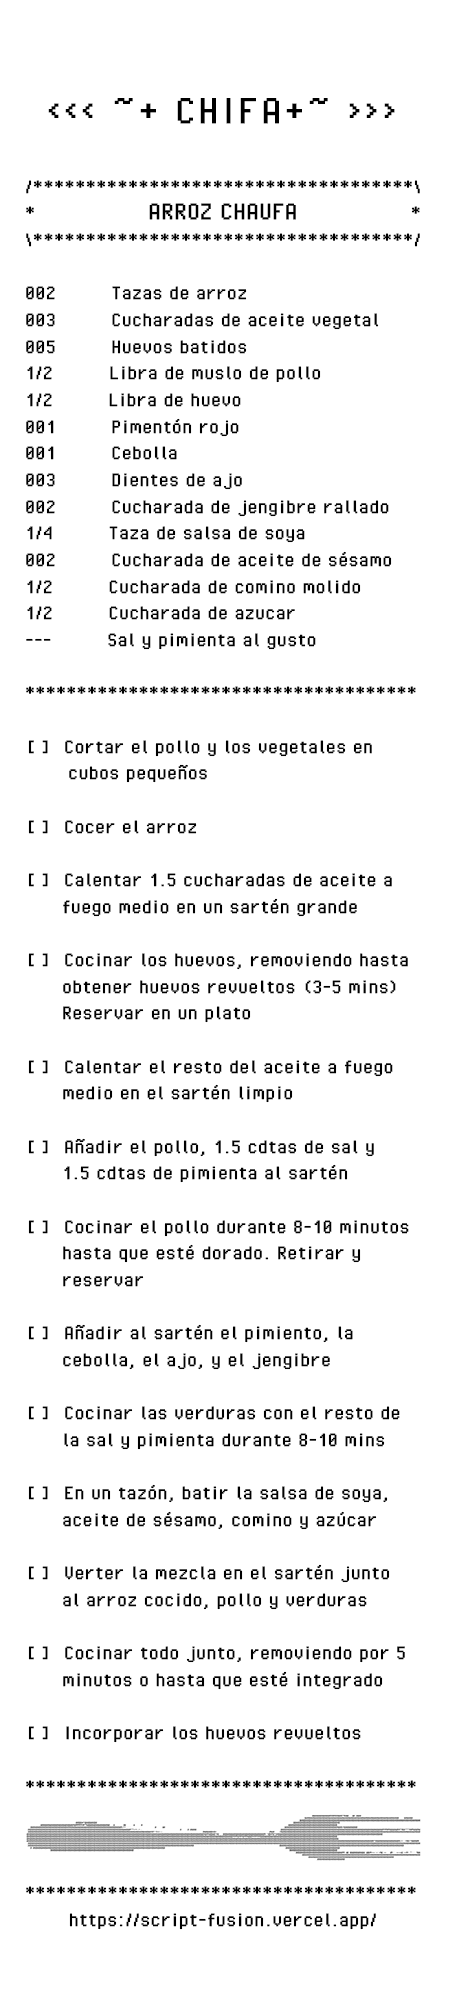 <<< ~+ CHIFA+~ >>>
/************************************\
* ARROZ CHAUFA *
\************************************/
002 Tazas de arroz
003 Cucharadas de aceite vegetal
005 Huevos batidos
1/2 Libra de muslo de pollo
1/2 Libra de huevo
001 Pimentón rojo
001 Cebolla
003 Dientes de ajo
002 Cucharada de jengibre rallado
1/4 Taza de salsa de soya
002 Cucharada de aceite de sésamo
1/2 Cucharada de comino molido
1/2 Cucharada de azucar
--- Sal y pimienta al gusto
**************************************
[ ] Cortar el pollo y los vegetales en
cubos pequeños
[ ] Cocer el arroz
[ ] Calentar 1.5 cucharadas de aceite a
fuego medio en un sartén grande
[ ] Cocinar los huevos, removiendo hasta
obtener huevos revueltos (3-5 mins)
Reservar en un plato
[ ] Calentar el resto del aceite a fuego
medio en el sartén limpio
[ ] Añadir el pollo, 1.5 cdtas de sal y
1.5 cdtas de pimienta al sartén
[ ] Cocinar el pollo durante 8-10 minutos
hasta que esté dorado. Retirar y
reservar
[ ] Añadir al sartén el pimiento, la
cebolla, el ajo, y el jengibre
[ ] Cocinar las verduras con el resto de
la sal y pimienta durante 8-10 mins
[ ] En un tazón, batir la salsa de soya,
aceite de sésamo, comino y azúcar
[ ] Verter la mezcla en el sartén junto
al arroz cocido, pollo y verduras
[ ] Cocinar todo junto, removiendo por 5
minutos o hasta que esté integrado
[ ] Incorporar los huevos revueltos
**************************************
**************************************
https://script-fusion.vercel.app/